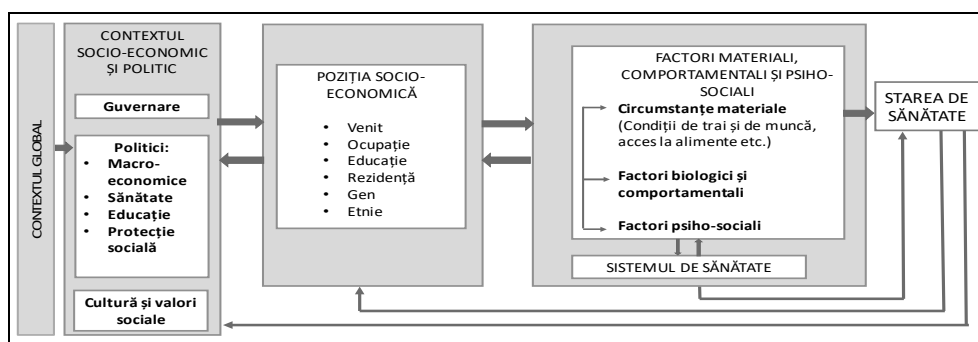 CONTEXTUL GLOBAL
CONTEXTUL
SOCIO-ECONOMIC
ȘI POLITIC
Guvernare
Politici:
• Macro-
economice
• Sănătate
• Educație
• Protecție
socială
Cultură și valori
sociale
POZIȚIA SOCIO-
ECONOMICĂ
• Venit
• Ocupație
• Educație
• Rezidență
• Gen
• Etnie
FACTORI MATERIALI,
COMPORTAMENTALI ȘI PSIHO-
SOCIALI
Circumstanțe materiale
(Condiții de trai și de muncă,
acces la alimente etc.)
Factori biologici și
comportamentali
Factori psiho-sociali
SISTEMUL DE SĂNĂTATE
STAREA DE
SĂNĂTATE